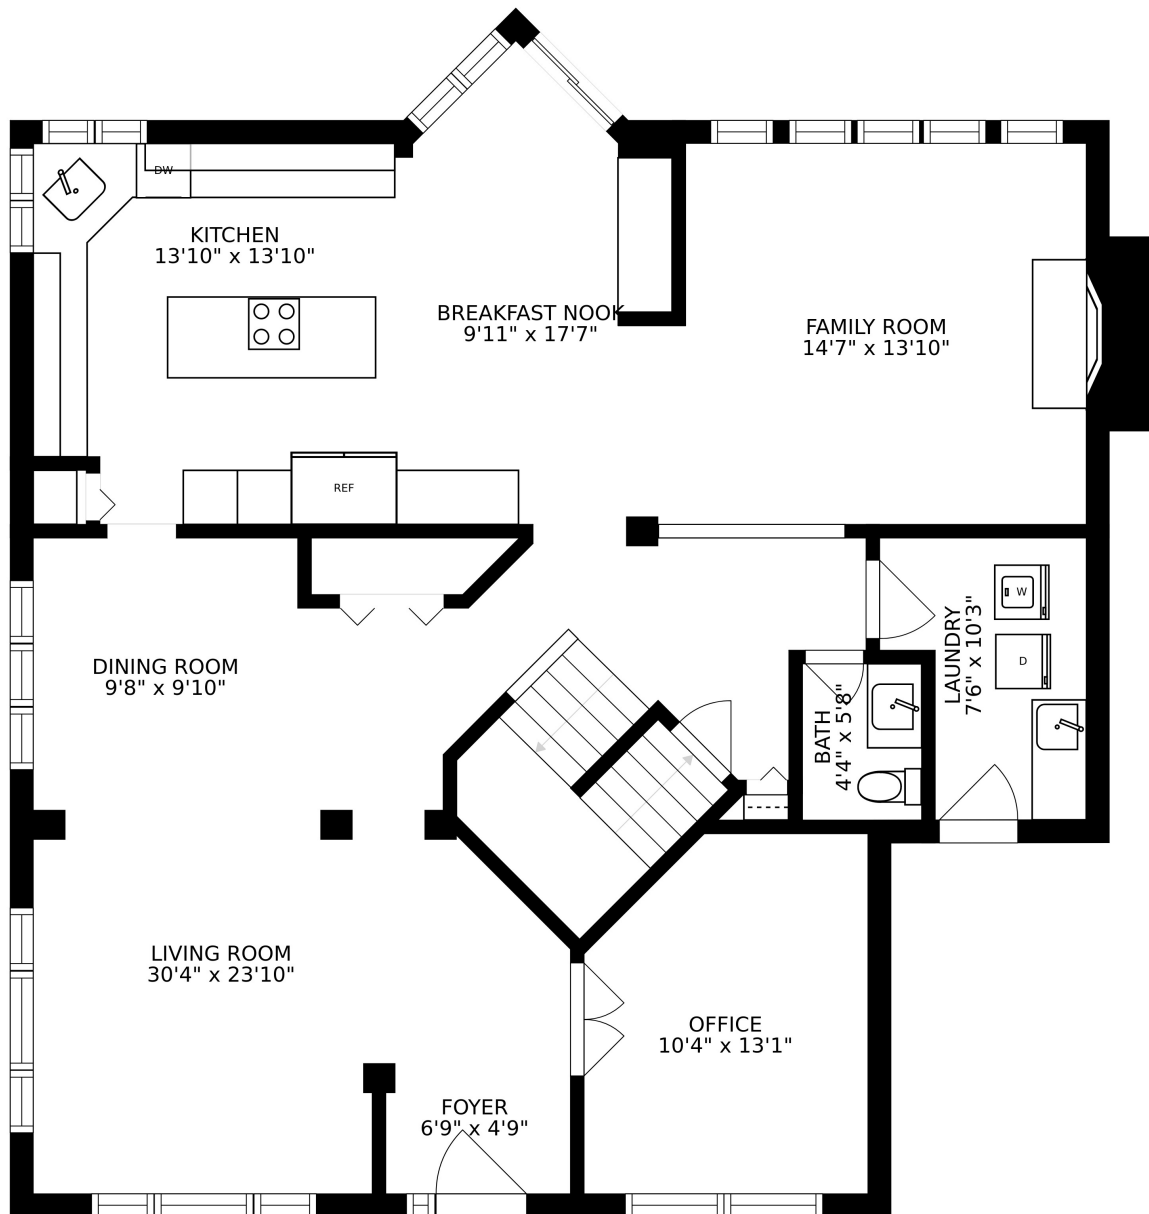 DW
KITCHEN
13'10" x 13'10"
BREAKFAST NOOK
9'11" x 17'7"
FAMILY ROOM
14'7" x 13'10"
REF
DINING ROOM
9'8" x 9'10"
W
D
LAUNDRY
7'6" x 10'3"
BATH
4'4" x 5'8"
LIVING ROOM
30'4" x 23'10"
OFFICE
10'4" x 13'1"
FOYER
6'9" x 4'9"